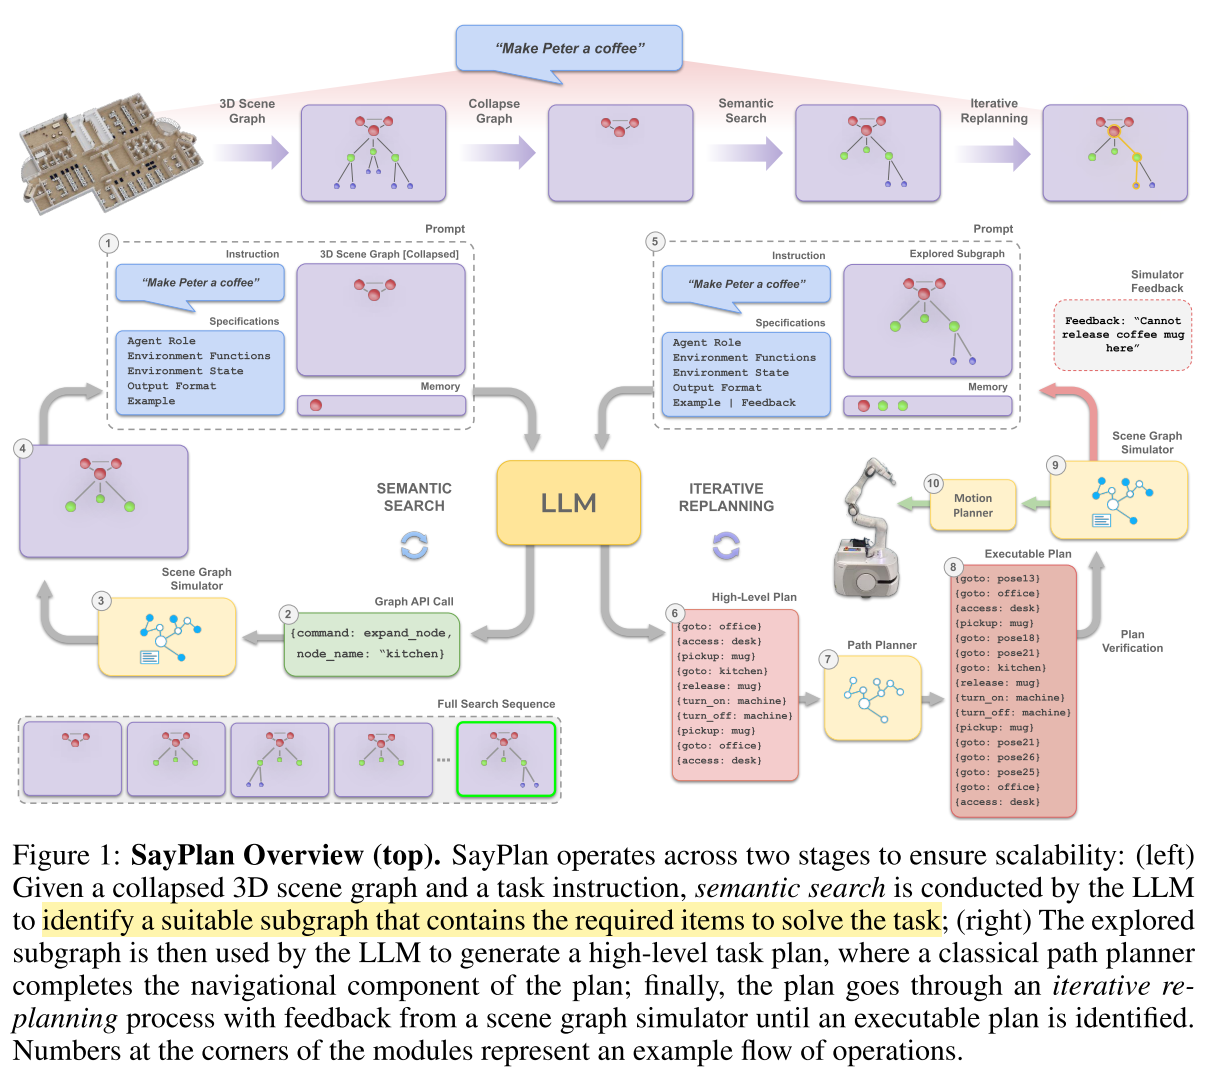 “Make Peter a coffee”
3D Scene
Graph
Collapse
Graph
Semantic
Search
Iterative
Replanning
1
Prompt
Instruction
3D Scene Graph [Collapsed]
“Make Peter a coffee”
Specifications
Agent Role
Environment Functions
Environment State
Output Format
Example
Memory
5
Prompt
Instruction
Explored Subgraph
“Make Peter a coffee”
Specifications
Agent Role
Environment Functions
Environment State
Output Format
Example | Feedback
Memory
Simulator
Feedback
Feedback: “Cannot
release coffee mug
here”
4
SEMANTIC
SEARCH
LLM
ITERATIVE
REPLANNING
Scene Graph
Simulator
9
10
Motion
Planner
Scene Graph
Simulator
3
Graph API Call
2
{command: expand_node,
node_name: “kitchen}
High-Level Plan
6
{goto: office}
{access: desk}
{pickup: mug}
{goto: kitchen}
{release: mug}
{turn_on: machine}
{turn_off: machine}
{pickup: mug}
{goto: office}
{access: desk}
Path Planner
7
Executable Plan
8
{goto: pose13}
{goto: office}
{access: desk}
{pickup: mug}
{goto: pose18}
{goto: pose21}
{goto: kitchen}
{release: mug}
{turn_on: machine}
{turn_off: machine}
{pickup: mug}
{goto: pose21}
{goto: pose26}
{goto: pose25}
{goto: office}
{access: desk}
Plan
Verification
Full Search Sequence
...
Figure 1: SayPlan Overview (top). SayPlan operates across two stages to ensure scalability: (left)
Given a collapsed 3D scene graph and a task instruction, semantic search is conducted by the LLM
to identify a suitable subgraph that contains the required items to solve the task; (right) The explored
subgraph is then used by the LLM to generate a high-level task plan, where a classical path planner
completes the navigational component of the plan; finally, the plan goes through an iterative re-
planning process with feedback from a scene graph simulator until an executable plan is identified.
Numbers at the corners of the modules represent an example flow of operations.